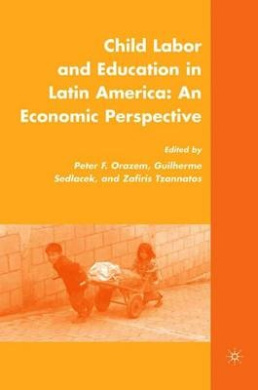 Child Labor
and Education in
Latin America: An
Economic Perspective
Edited by
Peter F. Orazem, Guilherme
Sedlacek, and Zafiris Tzannatos